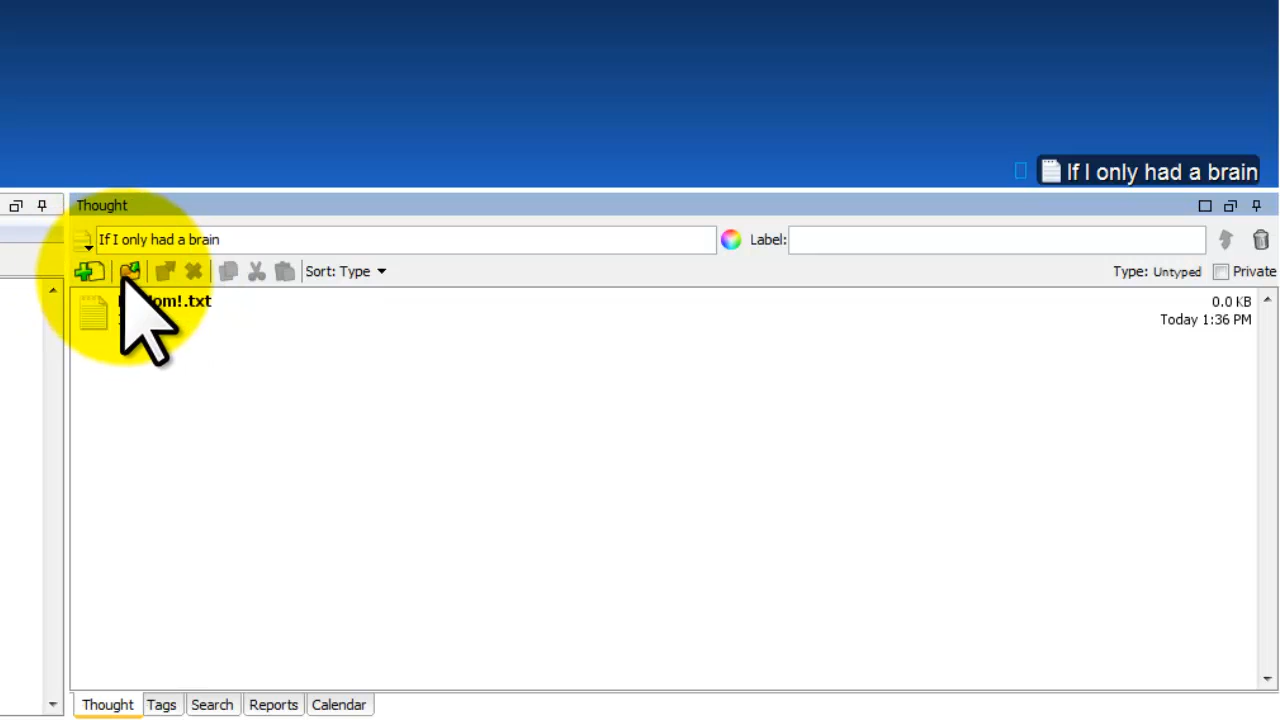 If I only had a brain
Thought
If I only had a brain
Label:
Sort: Type
Type: Untyped
Private
.txt
0.0 KB
Today 1:36 PM
Thought
Tags
Search
Reports
Calendar